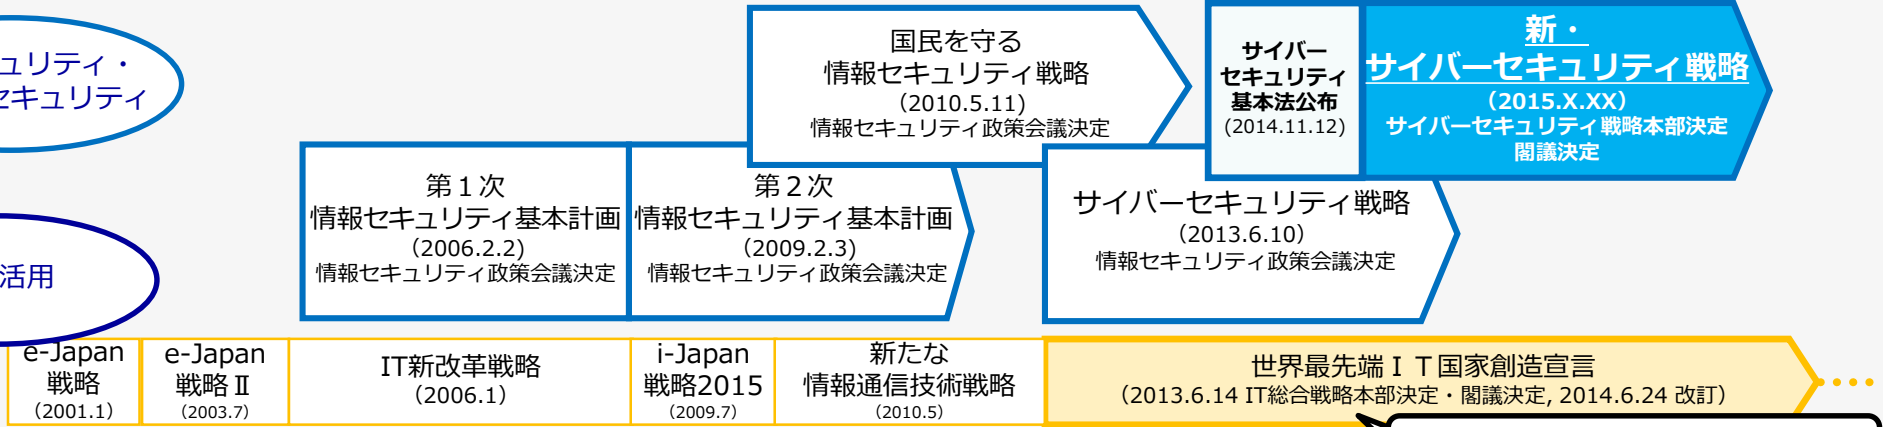 ュリティ・
セキュリティ
活用
国民を守る
情報セキュリティ戦略
（2010.5.11)
情報セキュリティ政策会議決定
サイバー
セキュリティ
基本法公布
(2014.11.12)
新・
サイバーセキュリティ戦略
（2015.X.XX）
サイバーセキュリティ戦略本部決定
閣議決定
第１次
情報セキュリティ基本計画
（2006.2.2)
情報セキュリティ政策会議決定
第２次
情報セキュリティ基本計画
（2009.2.3)
情報セキュリティ政策会議決定
サイバーセキュリティ戦略
（2013.6.10）
情報セキュリティ政策会議決定
e-Japan
戦略
（2001.1）
e-Japan
戦略Ⅱ
（2003.7）
IT新改革戦略
（2006.1）
i-Japan
戦略2015
（2009.7）
新たな
情報通信技術戦略
（2010.5）
世界最先端ＩＴ国家創造宣言
（2013.6.14 IT総合戦略本部決定・閣議決定, 2014.6.24 改訂）